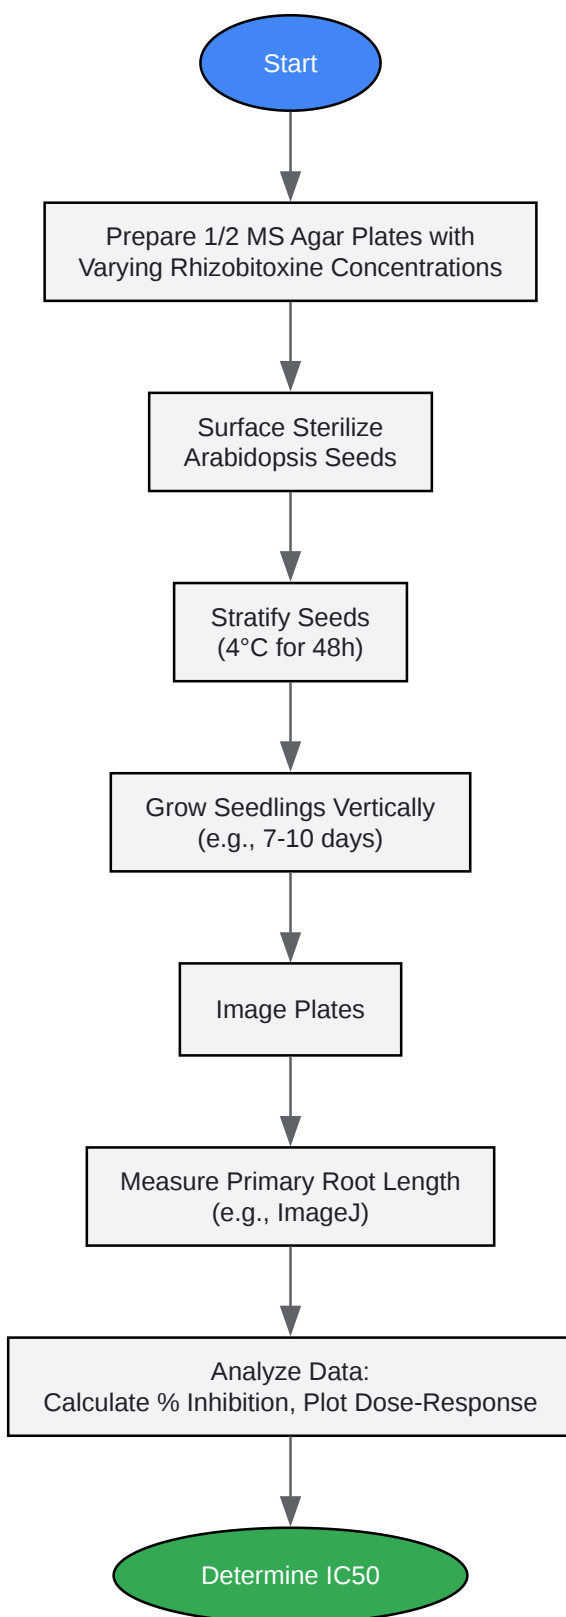 Start
Prepare 1/2 MS Agar Plates with
Varying Rhizobitoxine Concentrations
Surface Sterilize
Arabidopsis Seeds
Stratify Seeds
(4°C for 48h)
Grow Seedlings Vertically
(e.g., 7-10 days)
Image Plates
Measure Primary Root Length
(e.g., ImageJ)
Analyze Data:
Calculate % Inhibition, Plot Dose-Response
Determine IC50